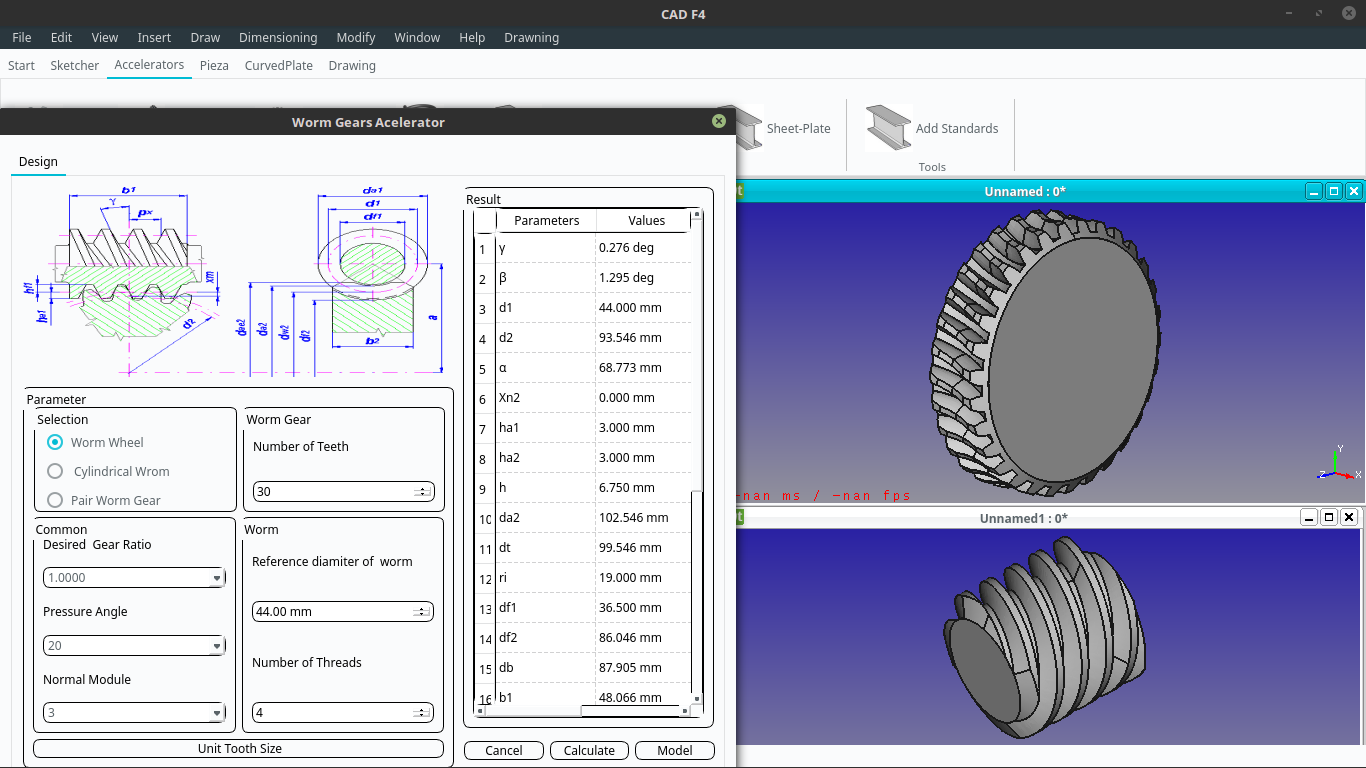 CAD F4
File Edit View Insert Draw Dimensioning Modify Window Help Drawning
Start Sketcher Accelerators Pieza CurvedPlate Drawing
Sheet-Plate
Add Standards
Tools
Worm Gears Acelerator
Design
b1
γ
px
hf1
ha1
xm
d2
da1
d1
df1
dae2
da2
dw2
df2
b2
a
Parameter
Selection
Worm Wheel
Cylindrical Wrom
Pair Worm Gear
Worm Gear
Number of Teeth
30
Common
Desired Gear Ratio
1.0000
Pressure Angle
20
Normal Module
3
Worm
Reference diamiter of worm
44.00 mm
Number of Threads
4
Unit Tooth Size
Result
Parameters Values
1 γ 0.276 deg
2 β 1.295 deg
3 d1 44.000 mm
4 d2 93.546 mm
5 α 68.773 mm
6 Xn2 0.000 mm
7 ha1 3.000 mm
8 ha2 3.000 mm
9 h 6.750 mm
10 da2 102.546 mm
11 dt 99.546 mm
12 ri 19.000 mm
13 df1 36.500 mm
14 df2 86.046 mm
15 db 87.905 mm
16 b1 48.066 mm
Cancel Calculate Model
Unnamed : 0*
-nan ms / -nan fps
Y
Z
X
Unnamed1 : 0*